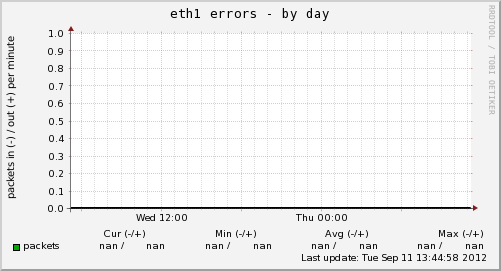 eth1 errors - by day
RRDTOOL / TOBI OETIKER
packets in (-) / out (+) per minute
1.0
0.9
0.8
0.7
0.6
0.5
0.4
0.3
0.2
0.1
0.0
Wed 12:00 Thu 00:00
Cur (-/+) Min (-/+) Avg (-/+) Max (-/+)
packets nan / nan nan / nan nan / nan nan / nan
Last update: Tue Sep 11 13:44:58 2012